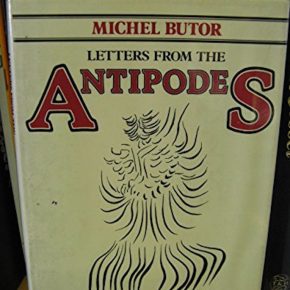 MICHEL BUTOR
LETTERS FROM THE
ANTIPODES